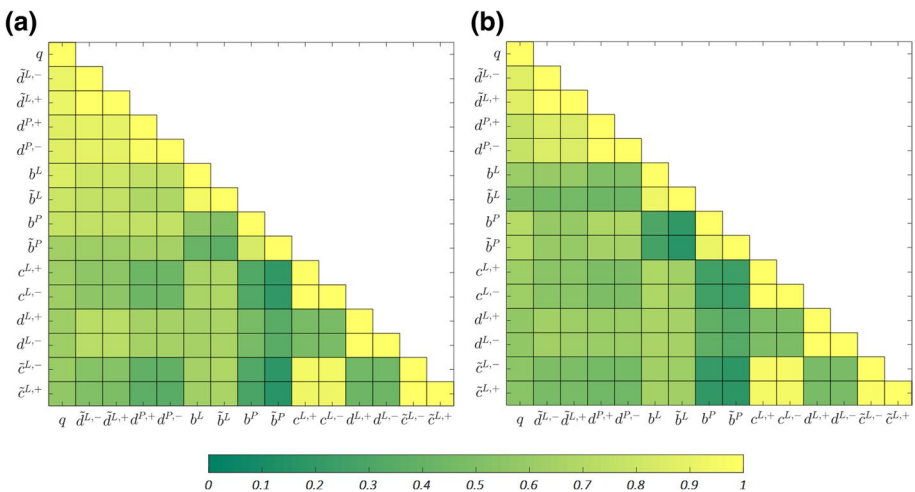 (a) (b)
q q
d̃^{L,−} d̃^{L,−}
d̃^{L,+} d̃^{L,+}
d^{P,+} d^{P,+}
d^{P,−} d^{P,−}
b^L b^L
b̃^L b̃^L
b^P b^P
b̃^P b̃^P
c^{L,+} c^{L,+}
c^{L,−} c^{L,−}
d^{L,+} d^{L,+}
d^{L,−} d^{L,−}
c̃^{L,−} c̃^{L,−}
c̃^{L,+} c̃^{L,+}
q d̃^{L,−} d̃^{L,+} d^{P,+} d^{P,−} b^L b̃^L b^P b̃^P c^{L,+} c^{L,−} d^{L,+} d^{L,−} c̃^{L,−} c̃^{L,+} q d̃^{L,−} d̃^{L,+} d^{P,+} d^{P,−} b^L b̃^L b^P b̃^P c^{L,+} c^{L,−} d^{L,+} d^{L,−} c̃^{L,−} c̃^{L,+}
0 0.1 0.2 0.3 0.4 0.5 0.6 0.7 0.8 0.9 1